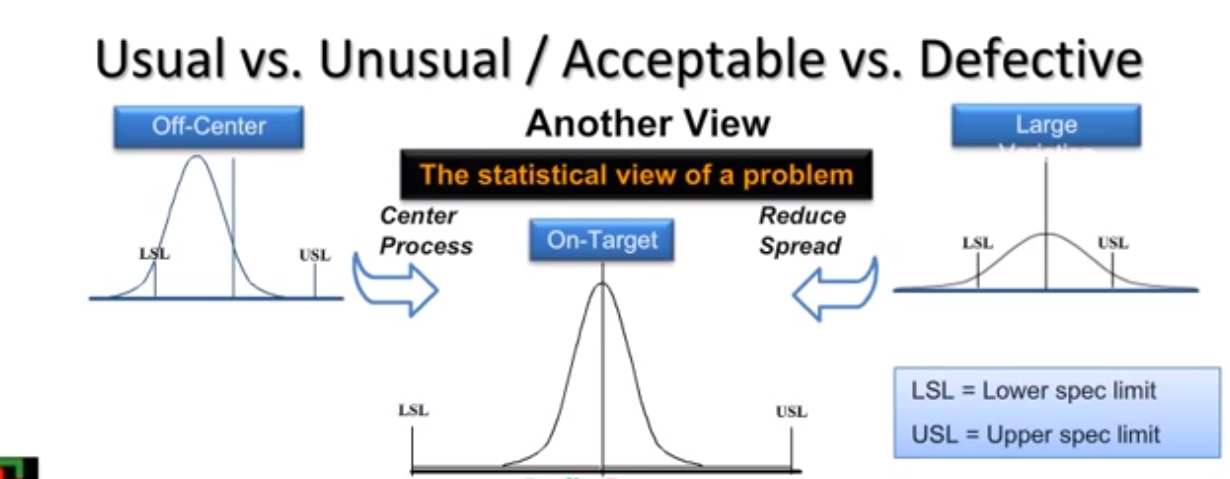 Usual vs. Unusual / Acceptable vs. Defective
Another View
The statistical view of a problem
Off-Center
LSL
USL
Center
Process
On-Target
LSL
USL
Reduce
Spread
Large
LSL
USL
LSL = Lower spec limit
USL = Upper spec limit